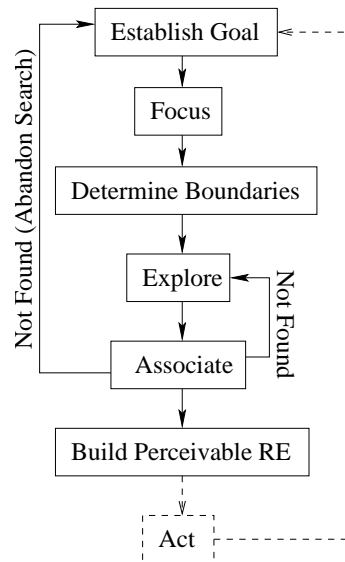 Establish Goal
Focus
Determine Boundaries
Explore
Associate
Build Perceivable RE
Act
Not Found (Abandon Search)
Not Found